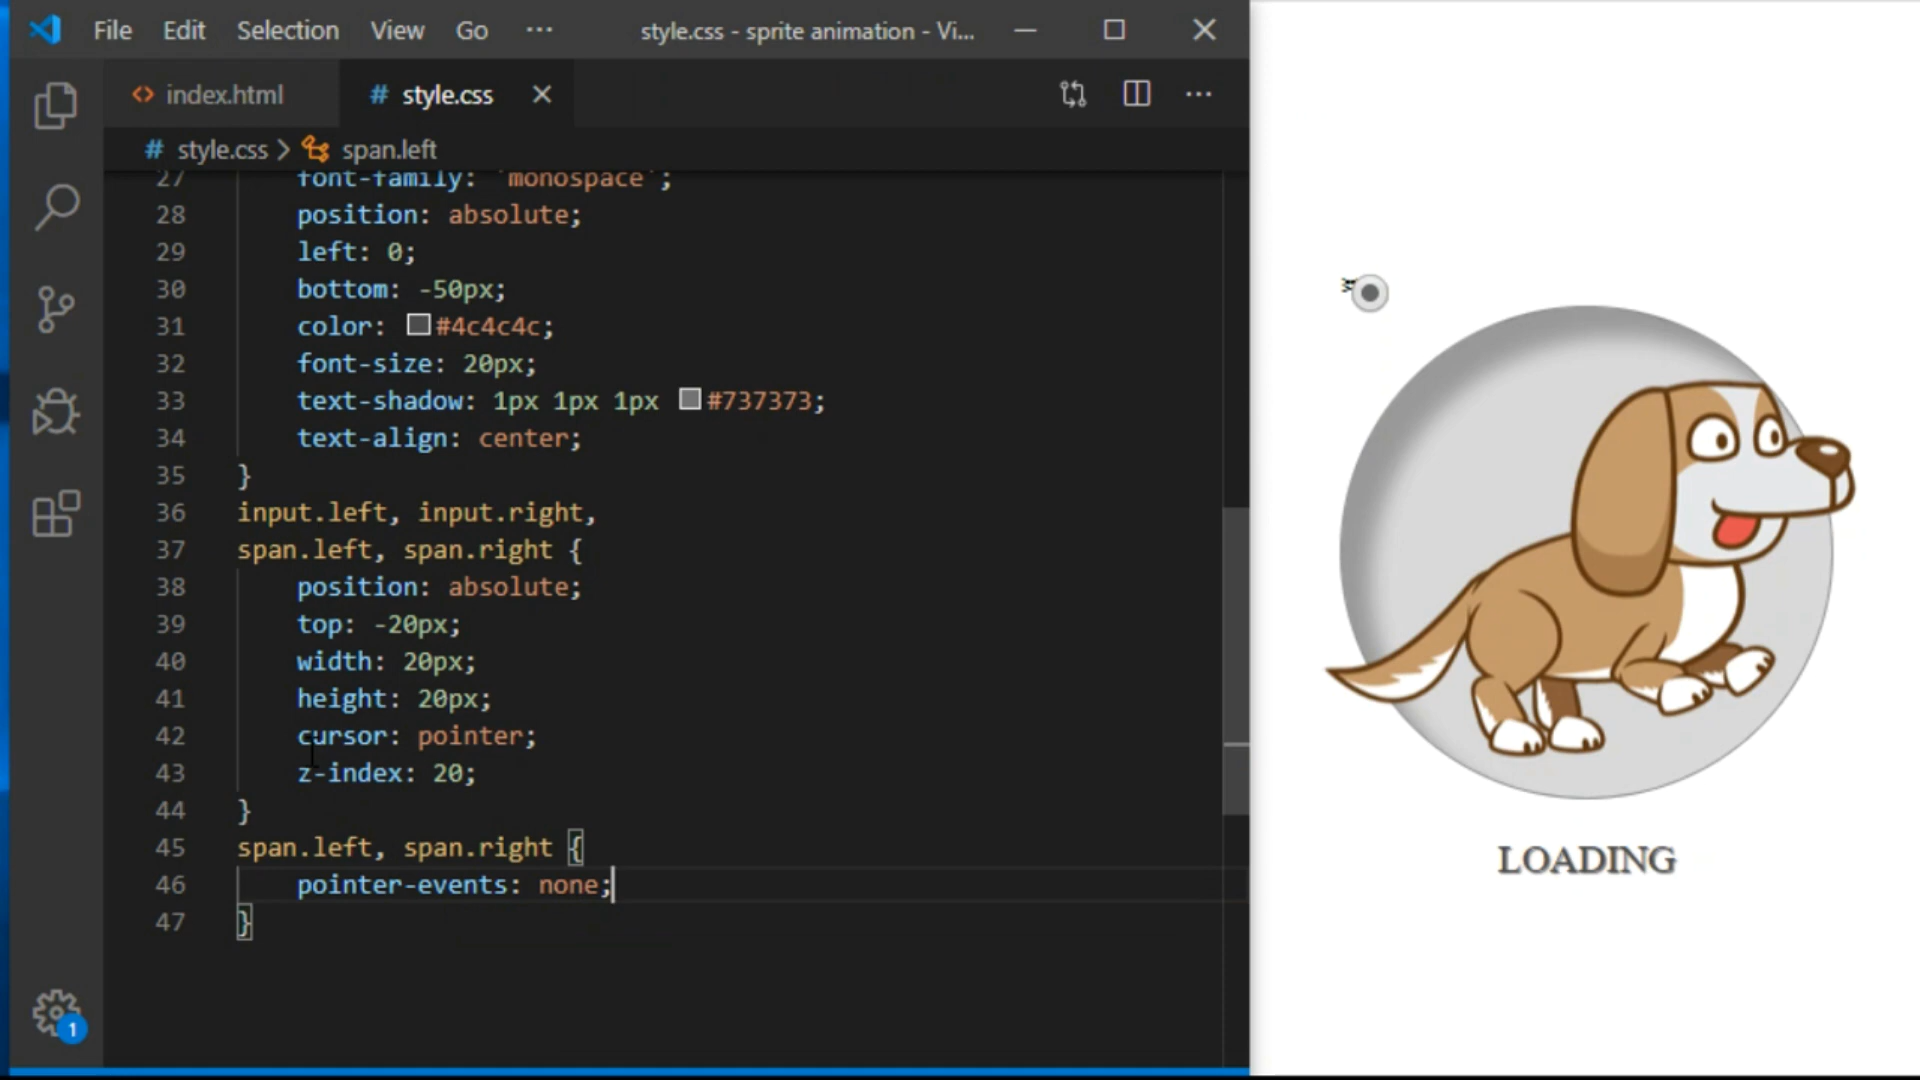 File Edit Selection View Go ··· style.css - sprite animation - Vi...
index.html # style.css
# style.css > span.left
27 font-family: 'monospace';
28 position: absolute;
29 left: 0;
30 bottom: -50px;
31 color: #4c4c4c;
32 font-size: 20px;
33 text-shadow: 1px 1px 1px #737373;
34 text-align: center;
35 }
36 input.left, input.right,
37 span.left, span.right {
38 position: absolute;
39 top: -20px;
40 width: 20px;
41 height: 20px;
42 cursor: pointer;
43 z-index: 20;
44 }
45 span.left, span.right {
46 pointer-events: none;
47 }
1
LOADING